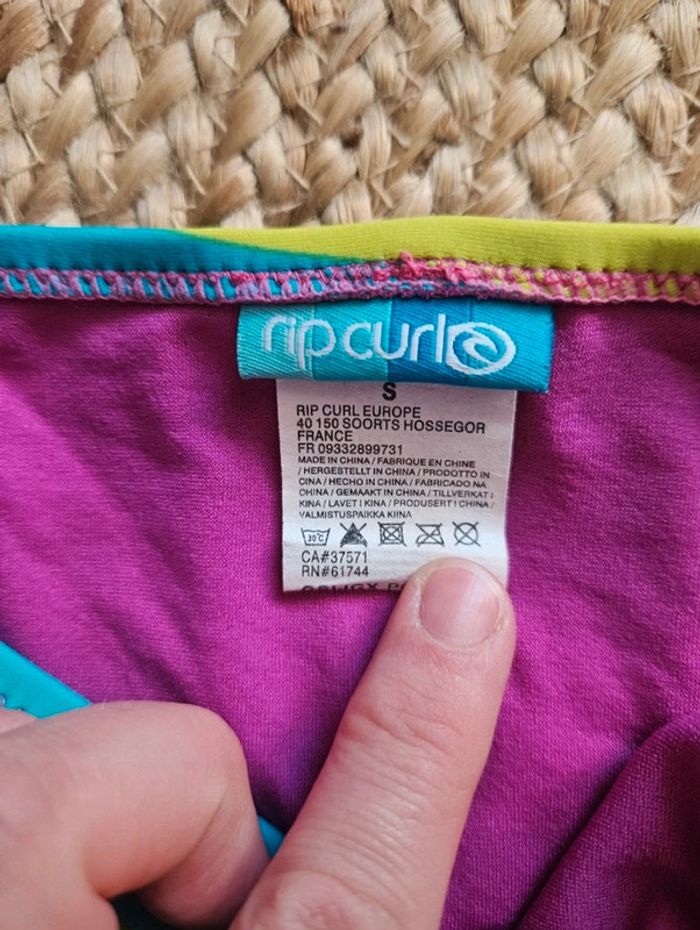 rip curl
S
RIP CURL EUROPE
40 150 SOORTS HOSSEGOR
FRANCE
FR 09332899731
MADE IN CHINA / FABRIQUE EN CHINE
/ HERGESTELLT IN CHINA / PRODOTTO IN
CINA / HECHO IN CHINA / FABRICADO NA
CHINA / GEMAAKT IN CHINA / TILLVERKAT I
KINA / LAVET I KINA / PRODUSERT I CHINA /
VALMISTUSPAIKKA KIINA
30°C
CA#37571
RN#61744